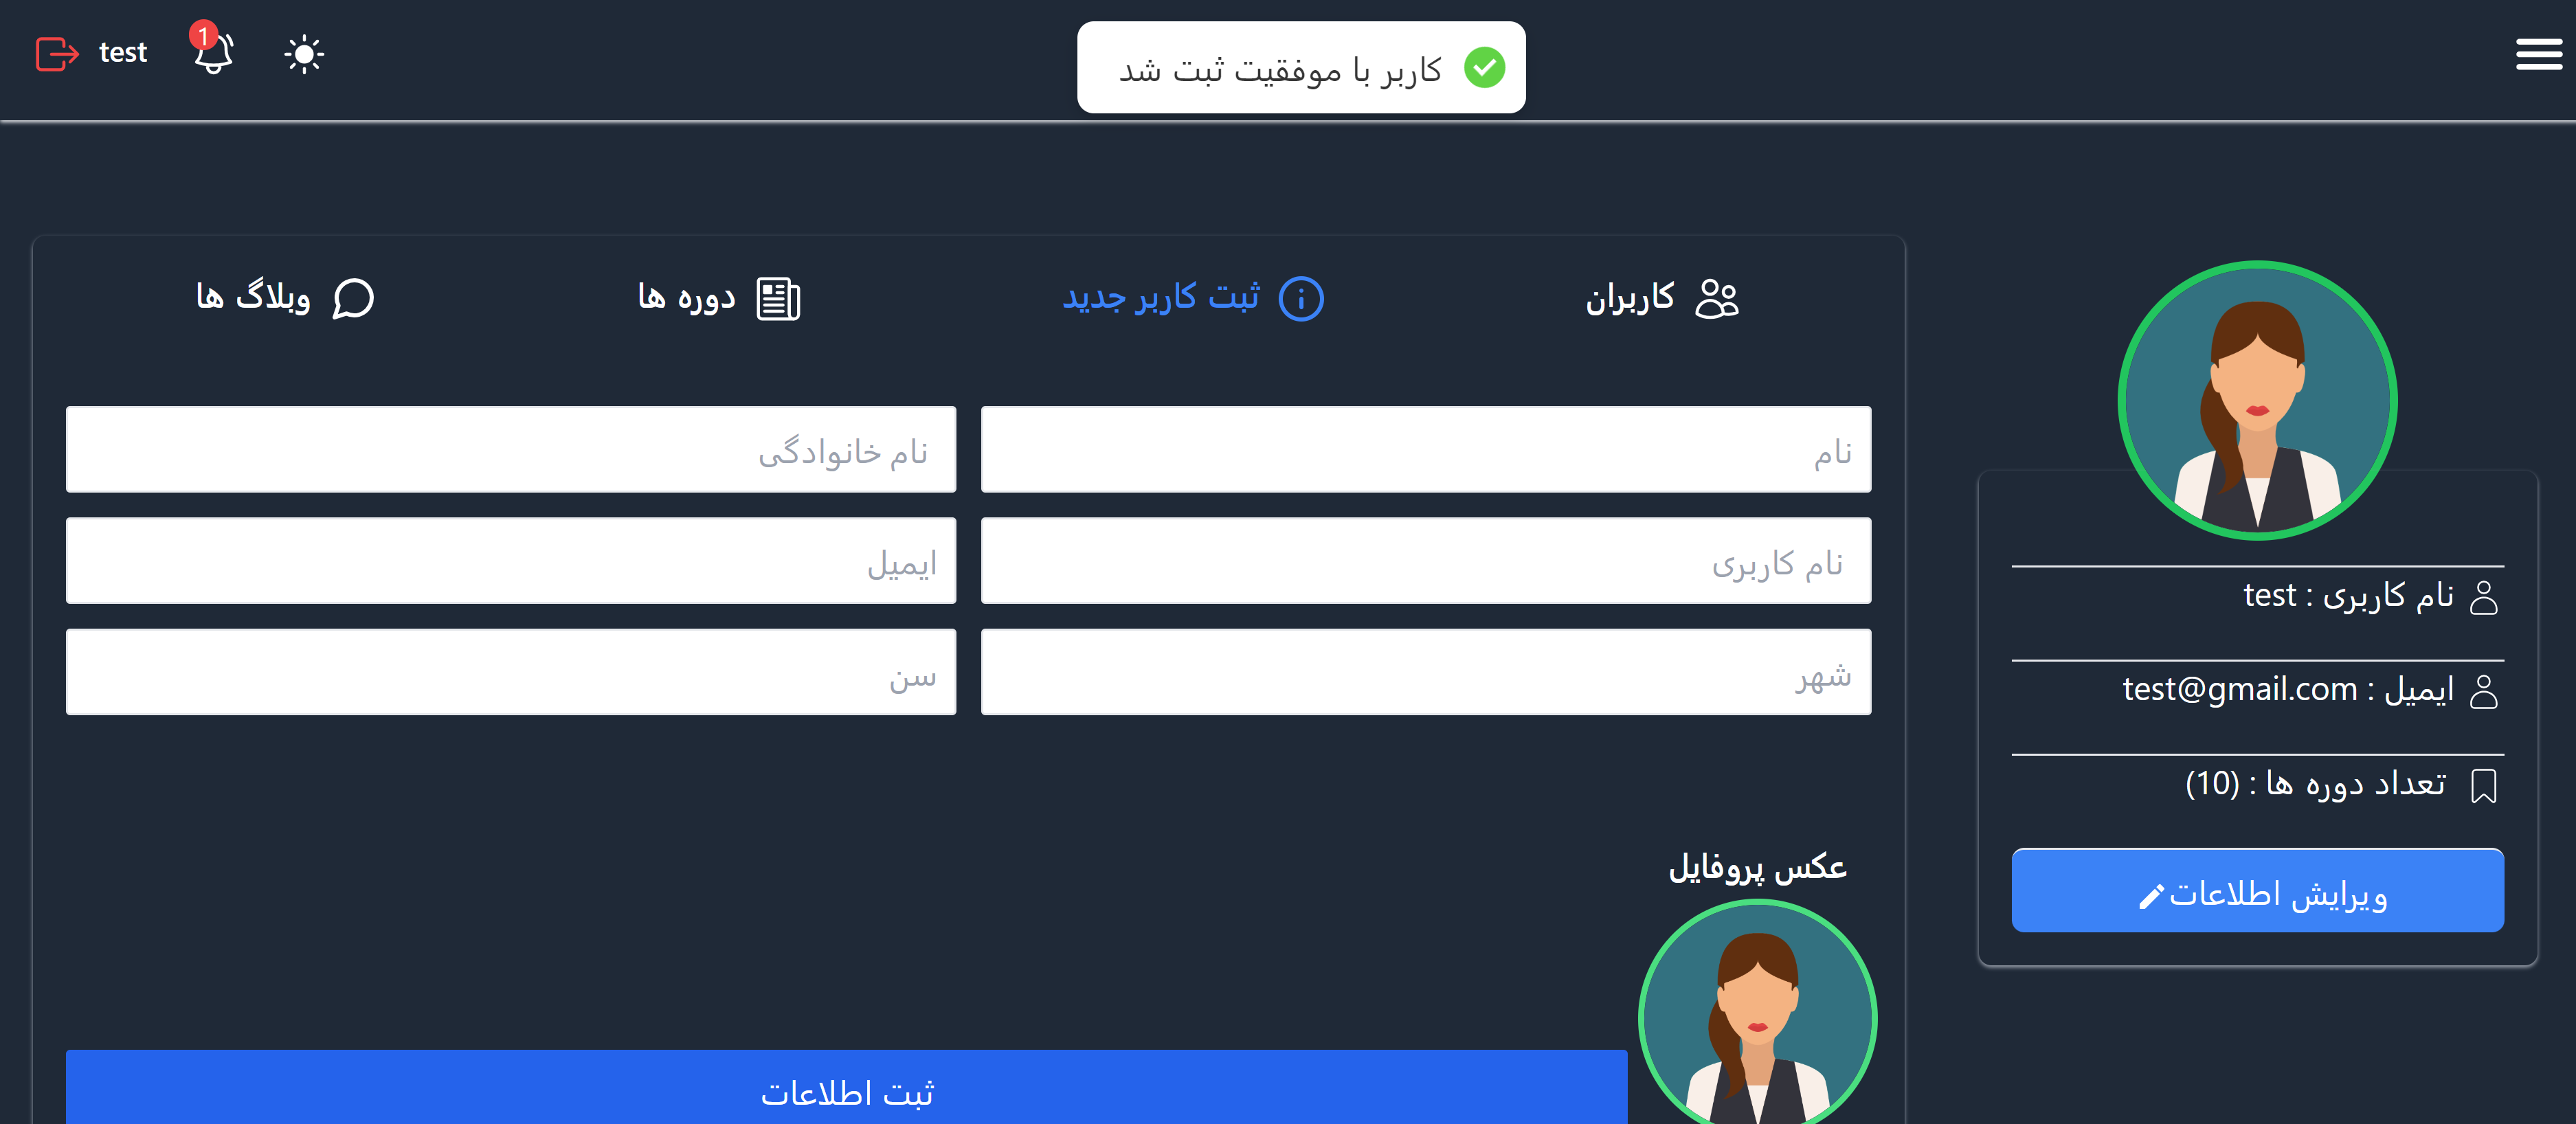 کاربر با موفقیت ثبت شد
1
test
کاربران
ثبت کاربر جدید
دوره ها
وبلاگ ها
نام
نام خانوادگی
نام کاربری
ایمیل
شهر
سن
عکس پروفایل
ثبت اطلاعات
نام کاربری : test
ایمیل : test@gmail.com
تعداد دوره ها : (10)
ویرایش اطلاعات